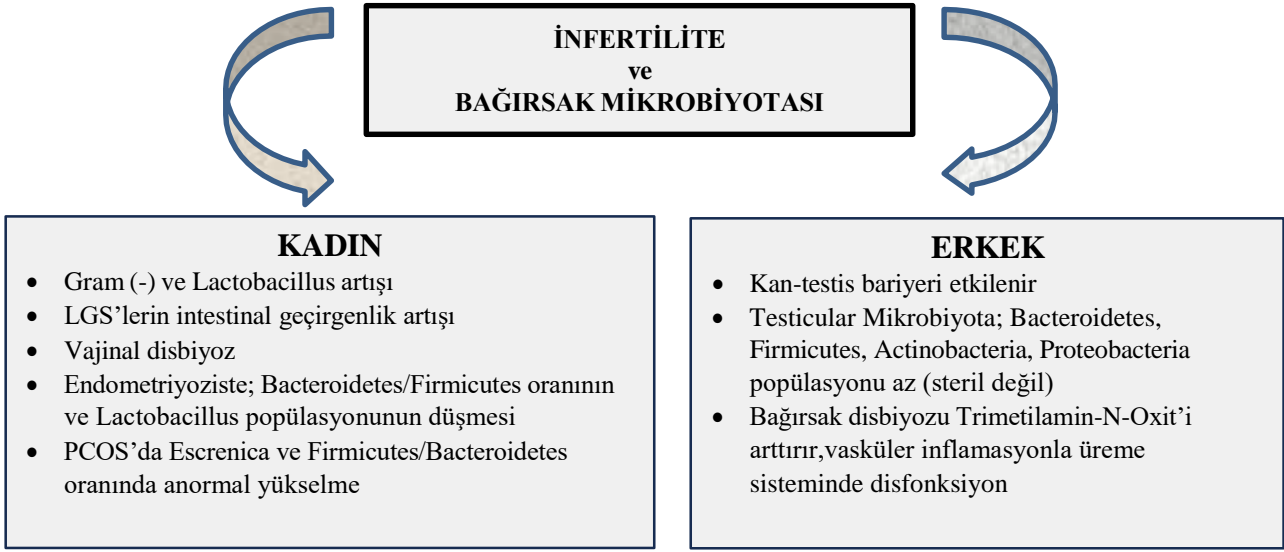 İNFERTİLİTE
ve
BAĞIRSAK MİKROBİYOTASI
KADIN
• Gram (-) ve Lactobacillus artışı
• LGS’lerin intestinal geçirgenlik artışı
• Vajinal disbiyoz
• Endometriyoziste; Bacteroidetes/Firmicutes oranının
ve Lactobacillus popülasyonunun düşmesi
• PCOS’da Escrenica ve Firmicutes/Bacteroidetes
oranında anormal yükselme
ERKEK
• Kan-testis bariyeri etkilenir
• Testicular Mikrobiyota; Bacteroidetes,
Firmicutes, Actinobacteria, Proteobacteria
popülasyonu az (steril değil)
• Bağırsak disbiyozu Trimetilamin-N-Oxit’i
arttırır,vasküler inflamasyonla üreme
sisteminde disfonksiyon